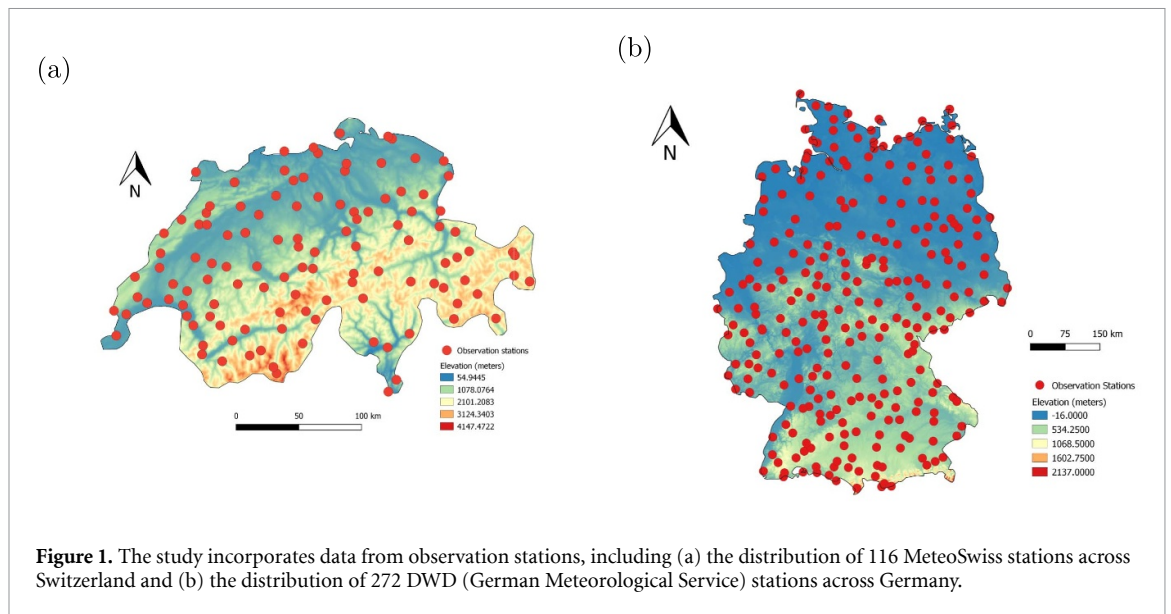 (a)
N
Observation stations
Elevation (meters)
54.9445
1078.0764
2101.2083
3124.3403
4147.4722
0 50 100 km
(b)
N
0 75 150 km
Observation Stations
Elevation (meters)
-16.0000
534.2500
1068.5000
1602.7500
2137.0000
Figure 1. The study incorporates data from observation stations, including (a) the distribution of 116 MeteoSwiss stations across
Switzerland and (b) the distribution of 272 DWD (German Meteorological Service) stations across Germany.